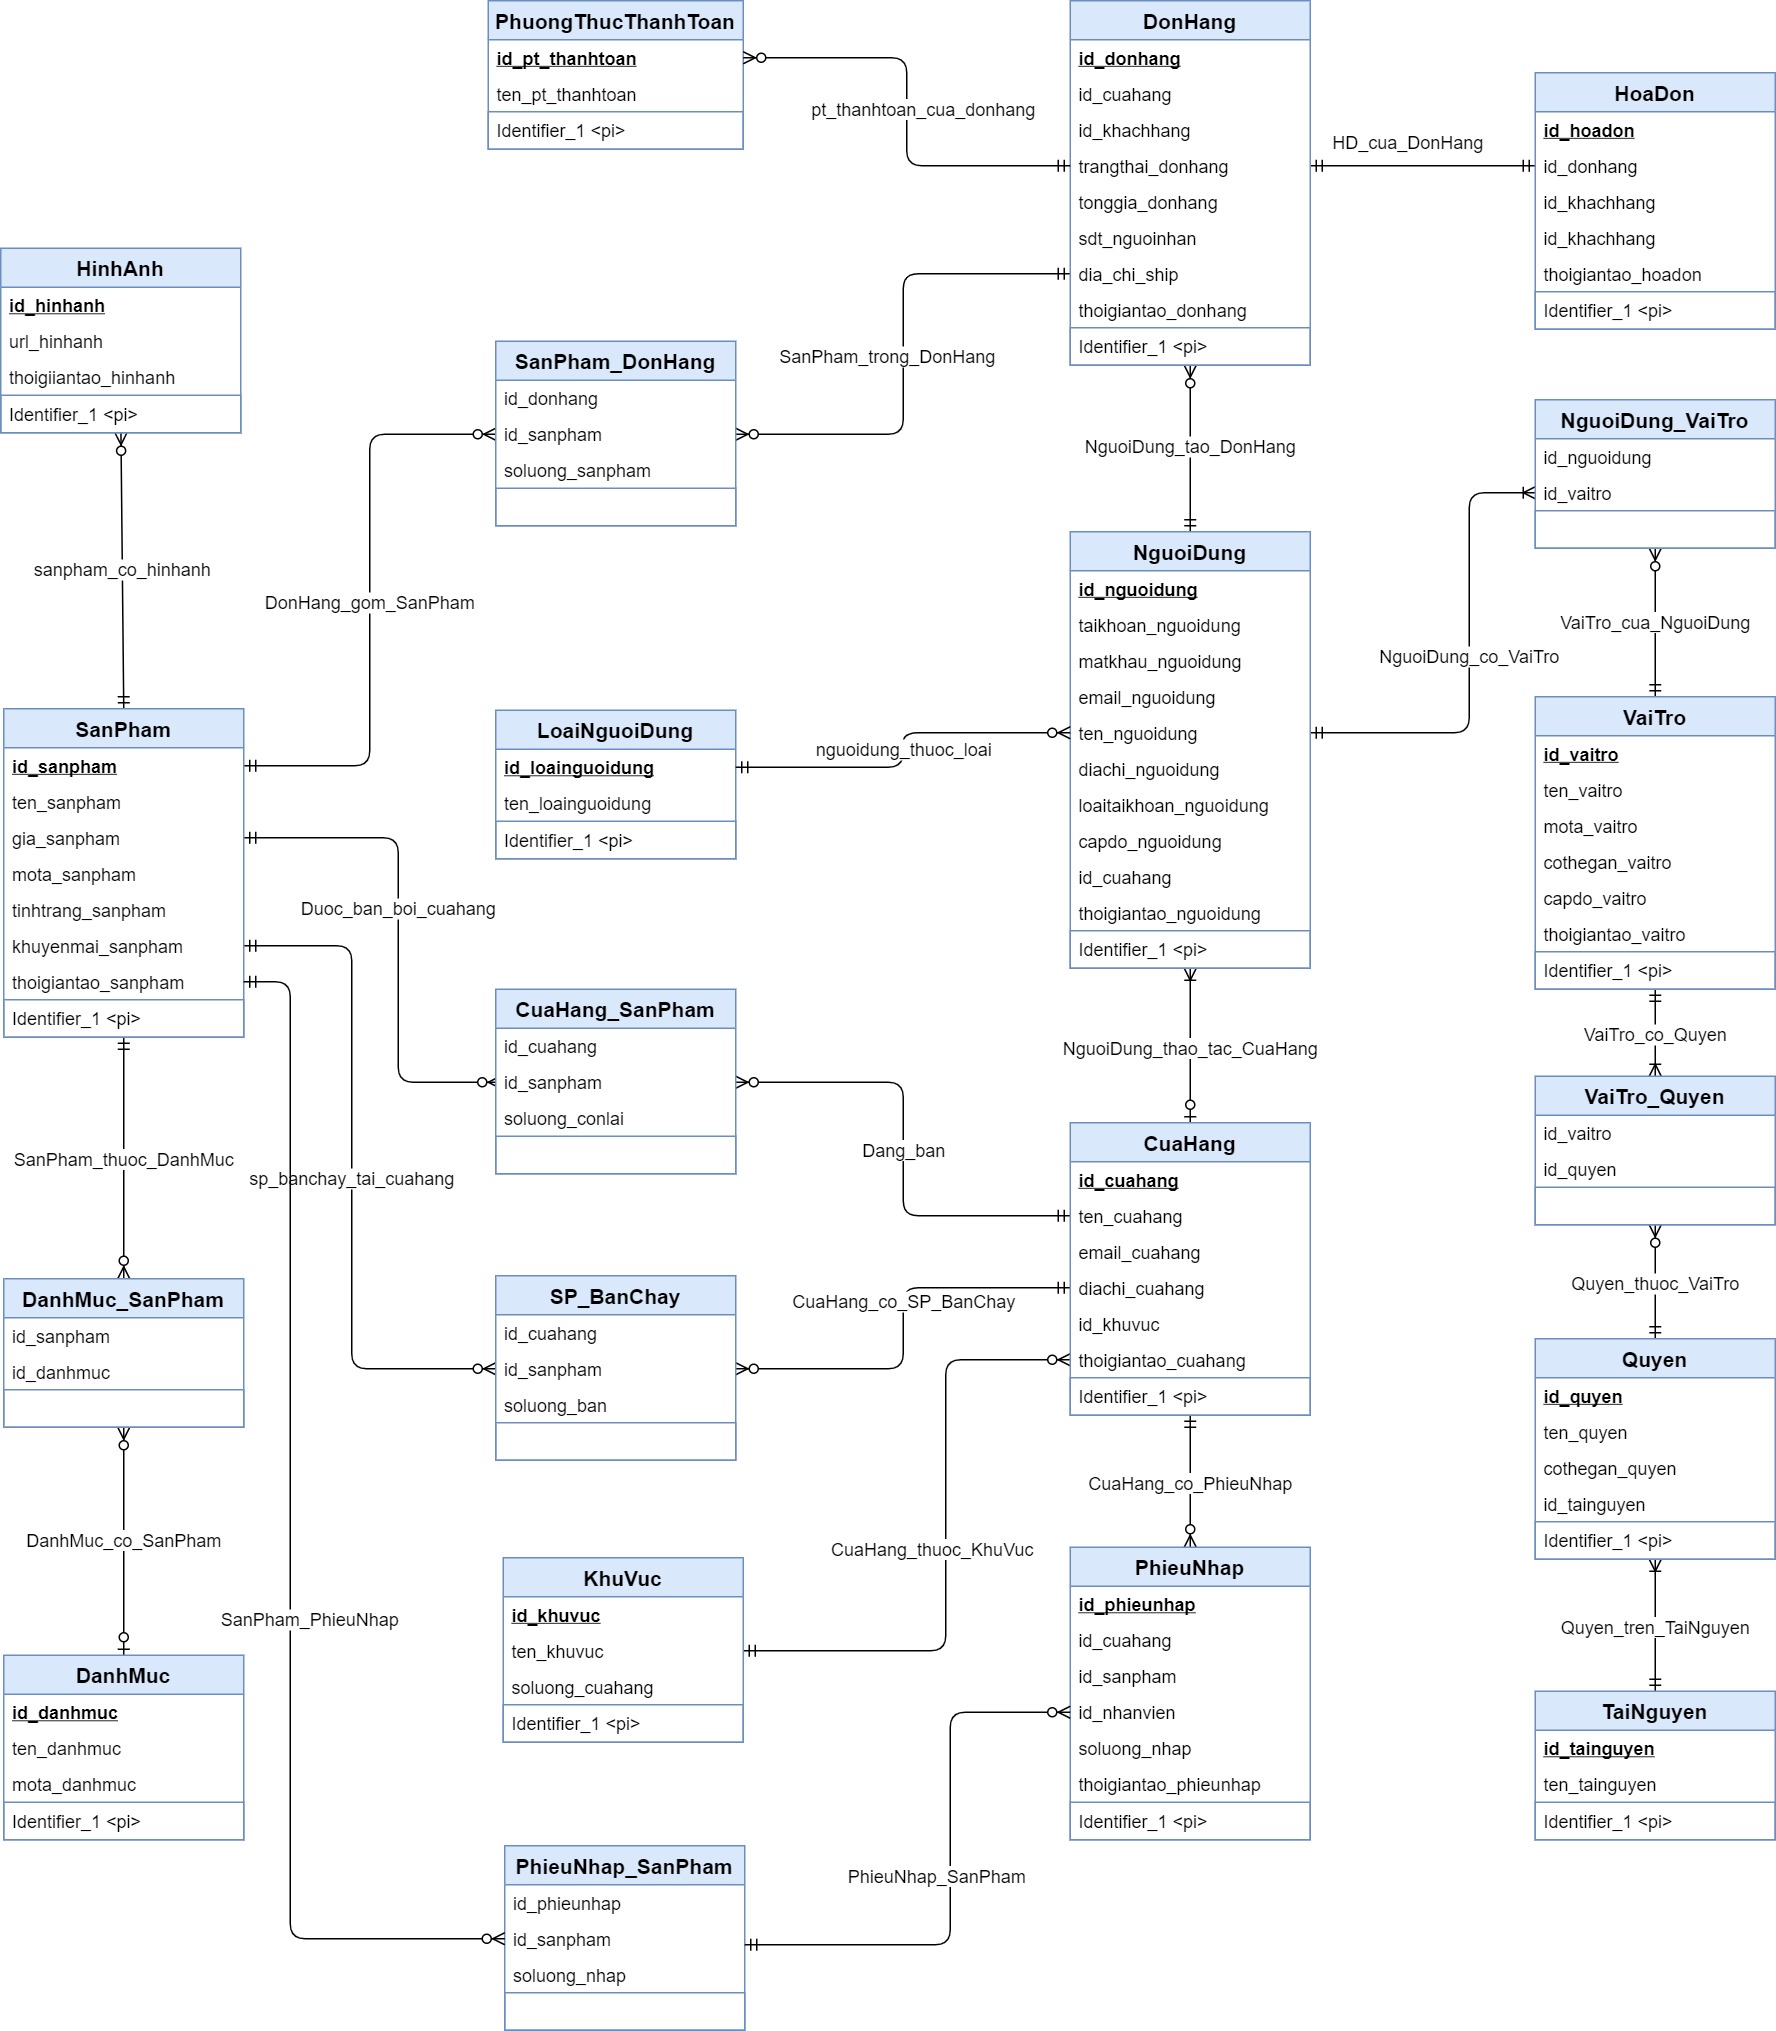 PhuongThucThanhToan
id_pt_thanhtoan
ten_pt_thanhtoan
Identifier_1 <pi>
pt_thanhtoan_cua_donhang
DonHang
id_donhang
id_cuahang
id_khachhang
trangthai_donhang
tonggia_donhang
sdt_nguoinhan
dia_chi_ship
thoigiantao_donhang
Identifier_1 <pi>
HD_cua_DonHang
HoaDon
id_hoadon
id_donhang
id_khachhang
id_khachhang
thoigiantao_hoadon
Identifier_1 <pi>
HinhAnh
id_hinhanh
url_hinhanh
thoigiiantao_hinhanh
Identifier_1 <pi>
SanPham_DonHang
id_donhang
id_sanpham
soluong_sanpham
SanPham_trong_DonHang
NguoiDung_tao_DonHang
NguoiDung_VaiTro
id_nguoidung
id_vaitro
sanpham_co_hinhanh
DonHang_gom_SanPham
NguoiDung
id_nguoidung
taikhoan_nguoidung
matkhau_nguoidung
email_nguoidung
ten_nguoidung
diachi_nguoidung
loaitaikhoan_nguoidung
capdo_nguoidung
id_cuahang
thoigiantao_nguoidung
Identifier_1 <pi>
VaiTro_cua_NguoiDung
NguoiDung_co_VaiTro
SanPham
id_sanpham
ten_sanpham
gia_sanpham
mota_sanpham
tinhtrang_sanpham
khuyenmai_sanpham
thoigiantao_sanpham
Identifier_1 <pi>
LoaiNguoiDung
id_loainguoidung
ten_loainguoidung
Identifier_1 <pi>
nguoidung_thuoc_loai
VaiTro
id_vaitro
ten_vaitro
mota_vaitro
cothegan_vaitro
capdo_vaitro
thoigiantao_vaitro
Identifier_1 <pi>
Duoc_ban_boi_cuahang
CuaHang_SanPham
id_cuahang
id_sanpham
soluong_conlai
NguoiDung_thao_tac_CuaHang
VaiTro_co_Quyen
VaiTro_Quyen
id_vaitro
id_quyen
Dang_ban
SanPham_thuoc_DanhMuc
sp_banchay_tai_cuahang
CuaHang
id_cuahang
ten_cuahang
email_cuahang
diachi_cuahang
id_khuvuc
thoigiantao_cuahang
Identifier_1 <pi>
DanhMuc_SanPham
id_sanpham
id_danhmuc
SP_BanChay
id_cuahang
id_sanpham
soluong_ban
CuaHang_co_SP_BanChay
Quyen_thuoc_VaiTro
Quyen
id_quyen
ten_quyen
cothegan_quyen
id_tainguyen
Identifier_1 <pi>
CuaHang_co_PhieuNhap
DanhMuc_co_SanPham
CuaHang_thuoc_KhuVuc
KhuVuc
id_khuvuc
ten_khuvuc
soluong_cuahang
Identifier_1 <pi>
PhieuNhap
id_phieunhap
id_cuahang
id_sanpham
id_nhanvien
soluong_nhap
thoigiantao_phieunhap
Identifier_1 <pi>
SanPham_PhieuNhap
Quyen_tren_TaiNguyen
DanhMuc
id_danhmuc
ten_danhmuc
mota_danhmuc
Identifier_1 <pi>
TaiNguyen
id_tainguyen
ten_tainguyen
Identifier_1 <pi>
PhieuNhap_SanPham
id_phieunhap
id_sanpham
soluong_nhap
PhieuNhap_SanPham